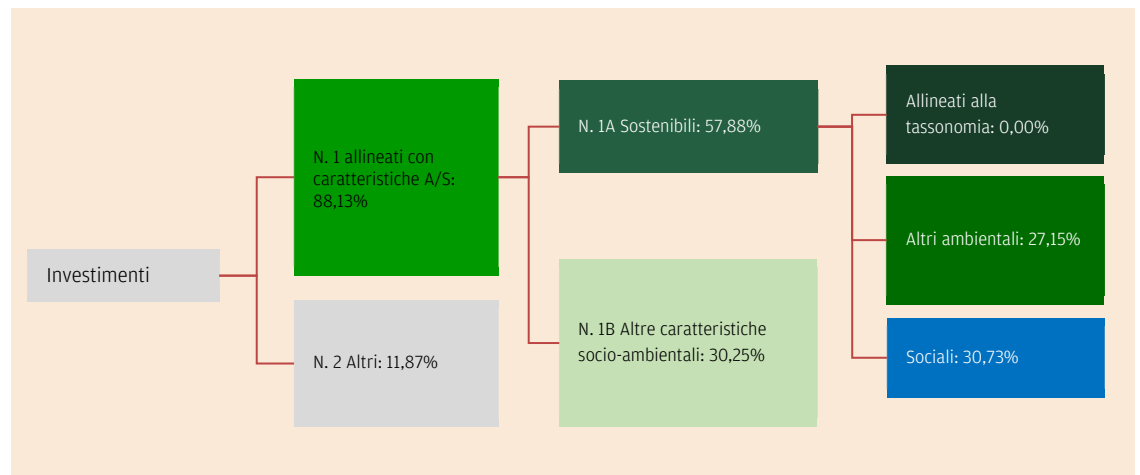 Investimenti
N. 1 allineati con
caratteristiche A/S:
88,13%
N. 2 Altri: 11,87%
N. 1A Sostenibili: 57,88%
N. 1B Altre caratteristiche
socio-ambientali: 30,25%
Allineati alla
tassonomia: 0,00%
Altri ambientali: 27,15%
Sociali: 30,73%